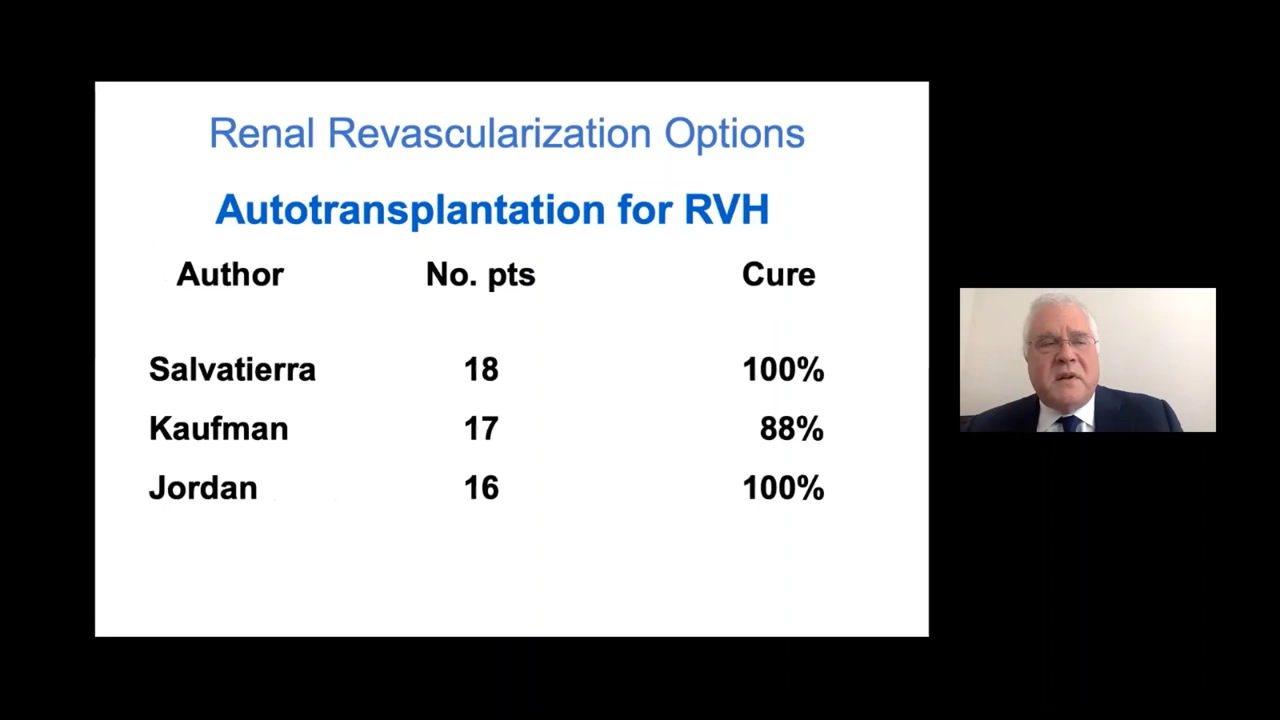 Renal Revascularization Options
Autotransplantation for RVH
Author No. pts Cure
Salvatierra 18 100%
Kaufman 17 88%
Jordan 16 100%